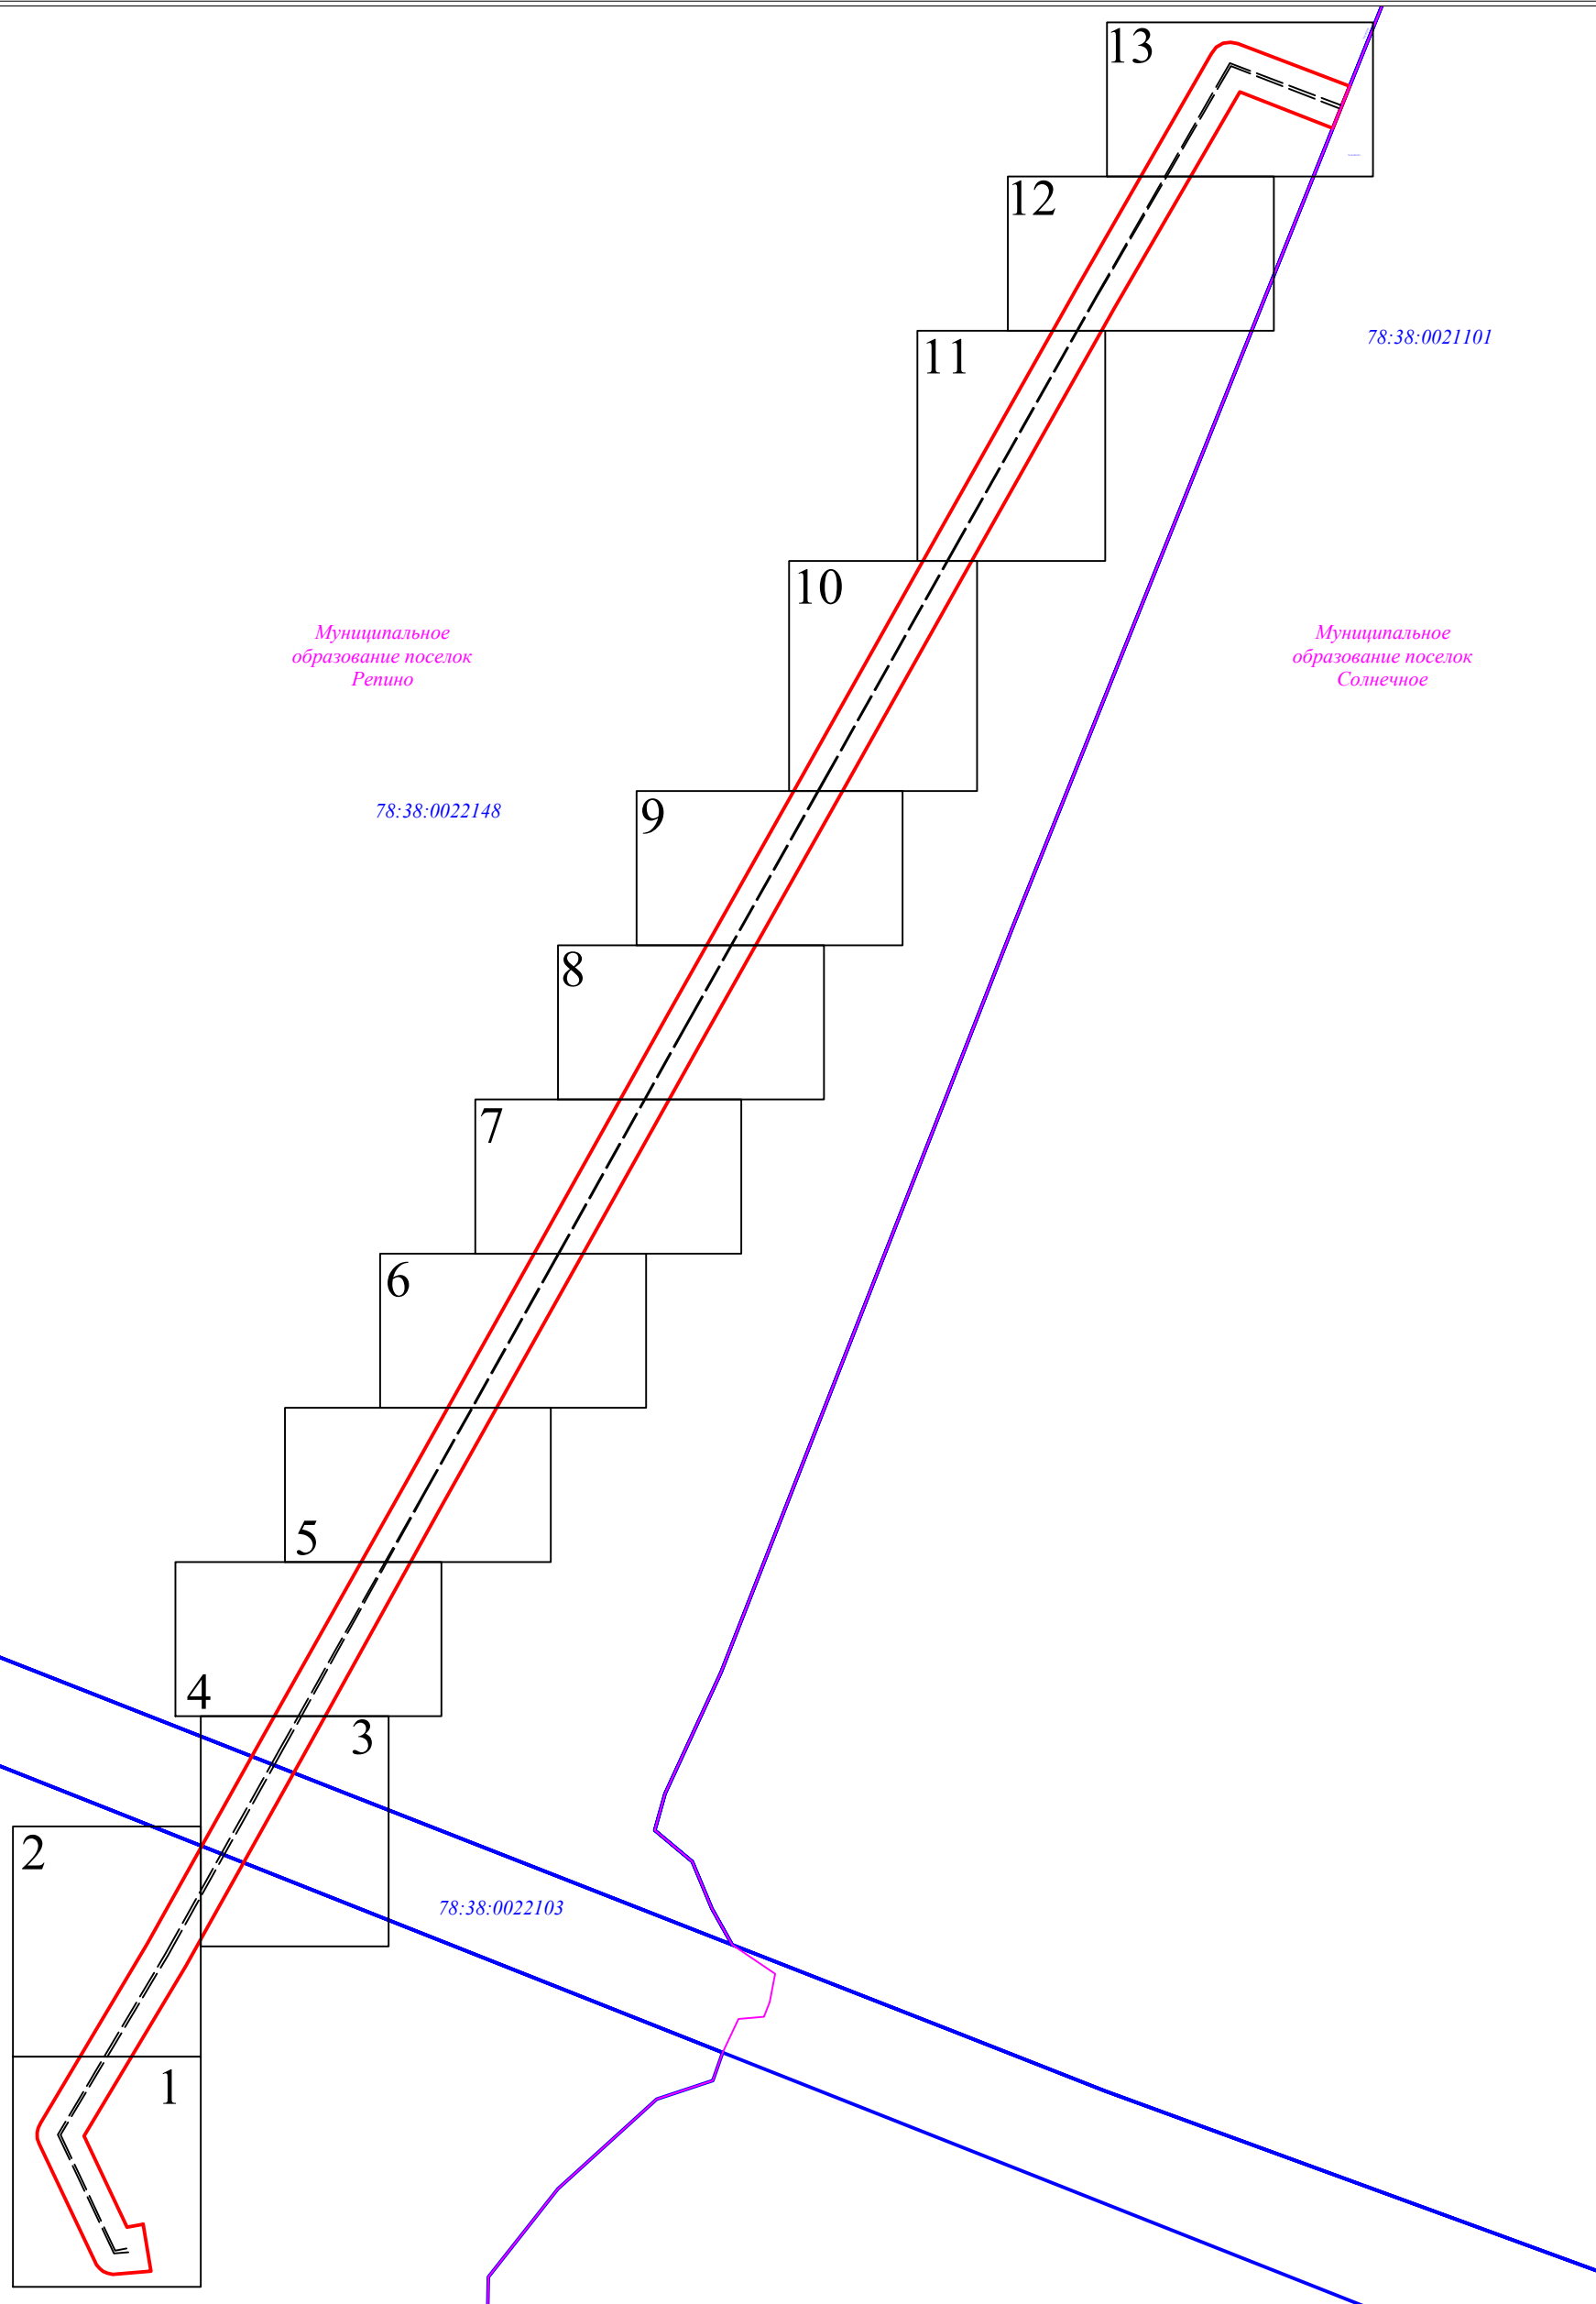 13
12
78:38:0021101
11
10
Муниципальное
образование поселок
Репино
Муниципальное
образование поселок
Солнечное
78:38:0022148
9
8
7
6
5
4
3
2
78:38:0022103
1